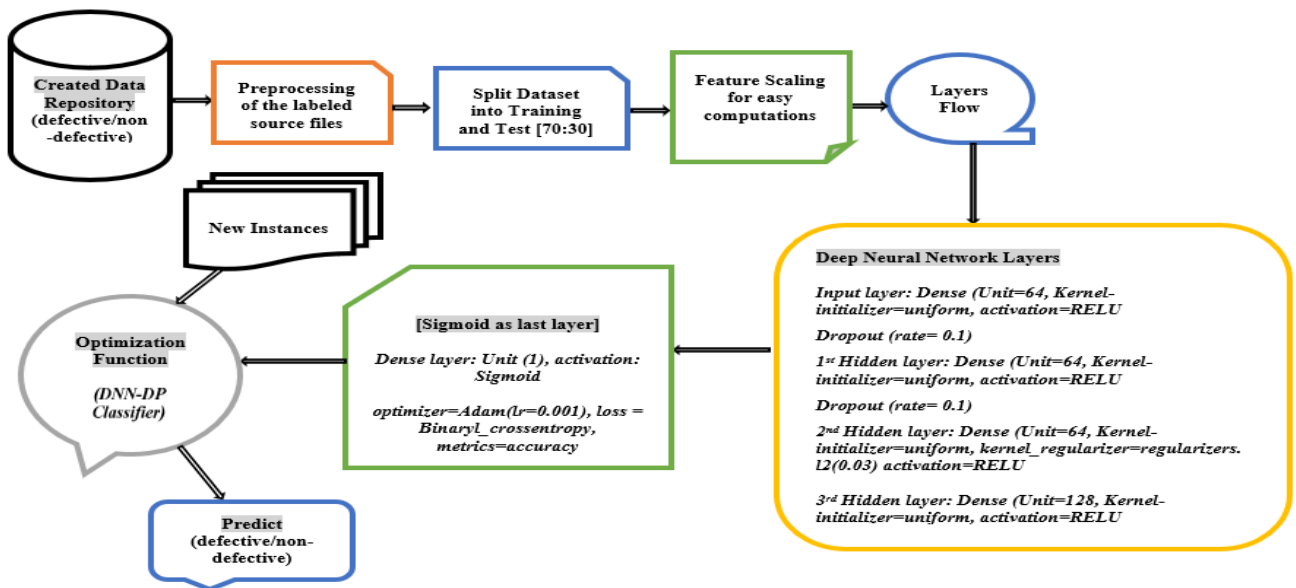 Created Data
Repository
(defective/non
-defective)
Preprocessing
of the labeled
source files
Split Dataset
into Training
and Test [70:30]
Feature Scaling
for easy
computations
Layers
Flow
New Instances
Deep Neural Network Layers
Input layer: Dense (Unit=64, Kernel-
initializer=uniform, activation=RELU
Dropout (rate= 0.1)
1st Hidden layer: Dense (Unit=64, Kernel-
initializer=uniform, activation=RELU
Dropout (rate= 0.1)
2nd Hidden layer: Dense (Unit=64, Kernel-
initializer=uniform, kernel_regularizer=regularizers.
l2(0.03) activation=RELU
3rd Hidden layer: Dense (Unit=128, Kernel-
initializer=uniform, activation=RELU
[Sigmoid as last layer]
Dense layer: Unit (1), activation:
Sigmoid
optimizer=Adam(lr=0.001), loss =
Binaryl_crossentropy,
metrics=accuracy
Optimization
Function
(DNN-DP
Classifier)
Predict
(defective/non-
defective)